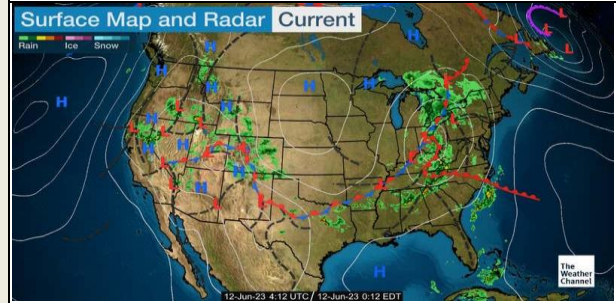 Surface Map and Radar Current
Rain Ice Snow
H
L
H
H
H
H
L
L
L
H
H
H
H
L
L
L
H
L
L
L
L
L
H
L
H
L
L
L
L
L
L
H
The
Weather
Channel
12-Jun-23 4:12 UTC / 12-Jun-23 0:12 EDT